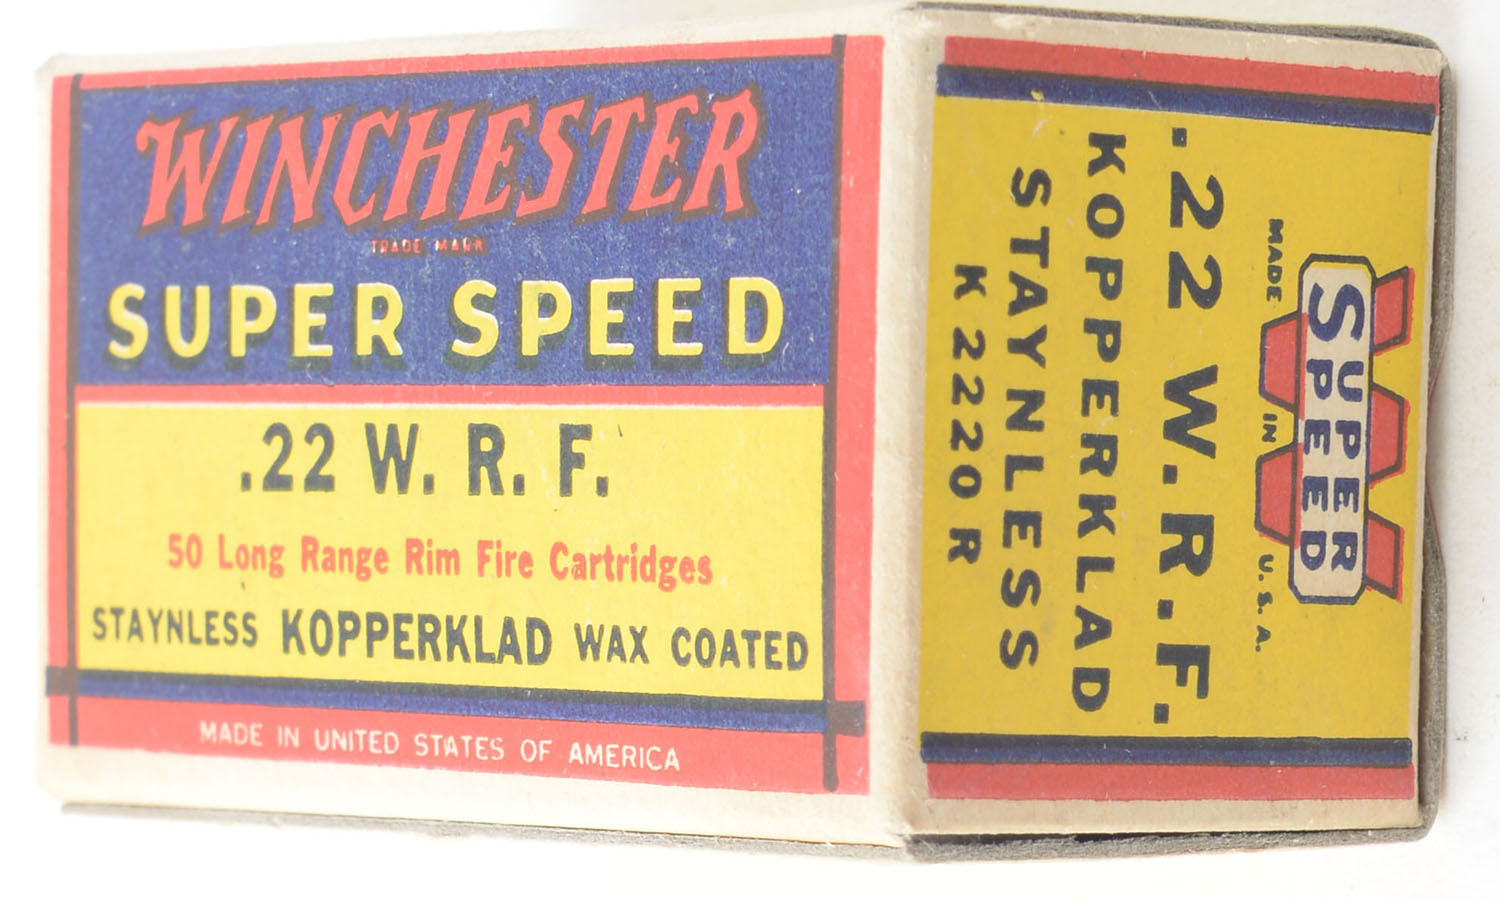 WINCHESTER
TRADE MARK
SUPER SPEED
.22 W. R. F.
50 Long Range Rim Fire Cartridges
STAYNLESS KOPPERKLAD WAX COATED
MADE IN UNITED STATES OF AMERICA
SUPER
SPEED
MADE IN U.S.A.
.22 W.R.F.
KOPPERKLAD
STAYNLESS
K2220R